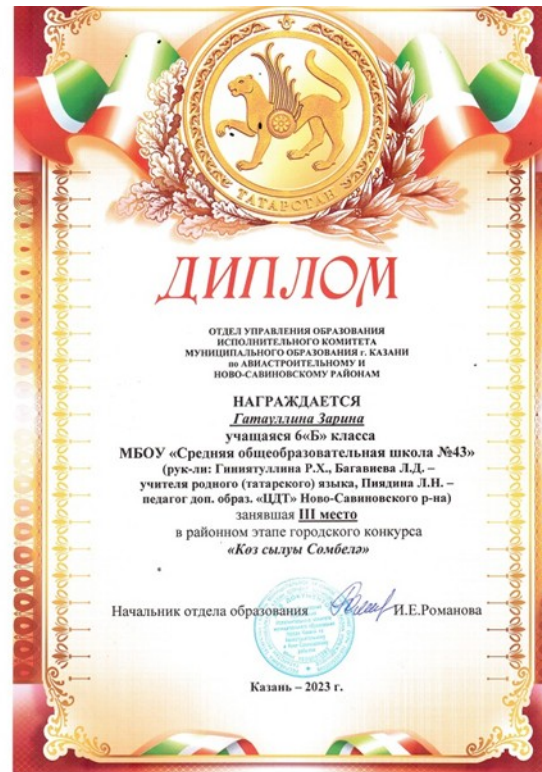 ТАТАРСТАН
ДИПЛОМ
ОТДЕЛ УПРАВЛЕНИЯ ОБРАЗОВАНИЯ
ИСПОЛНИТЕЛЬНОГО КОМИТЕТА
МУНИЦИПАЛЬНОГО ОБРАЗОВАНИЯ г. КАЗАНИ
по АВИАСТРОИТЕЛЬНОМУ И
НОВО-САВИНОВСКОМУ РАЙОНАМ
НАГРАЖДАЕТСЯ
Гатауллина Зарина
учащаяся 6«Б» класса
МБОУ «Средняя общеобразовательная школа №43»
(рук-ли: Гиниятуллина Р.Х., Багавиева Л.Д. –
учителя родного (татарского) языка, Пиядина Л.Н. –
педагог доп. образ. «ЦДТ» Ново-Савиновского р-на)
занявшая III место
в районном этапе городского конкурса
«Көз сылуы Сөмбелә»
Начальник отдела образования И.Е.Романова
Казань – 2023 г.